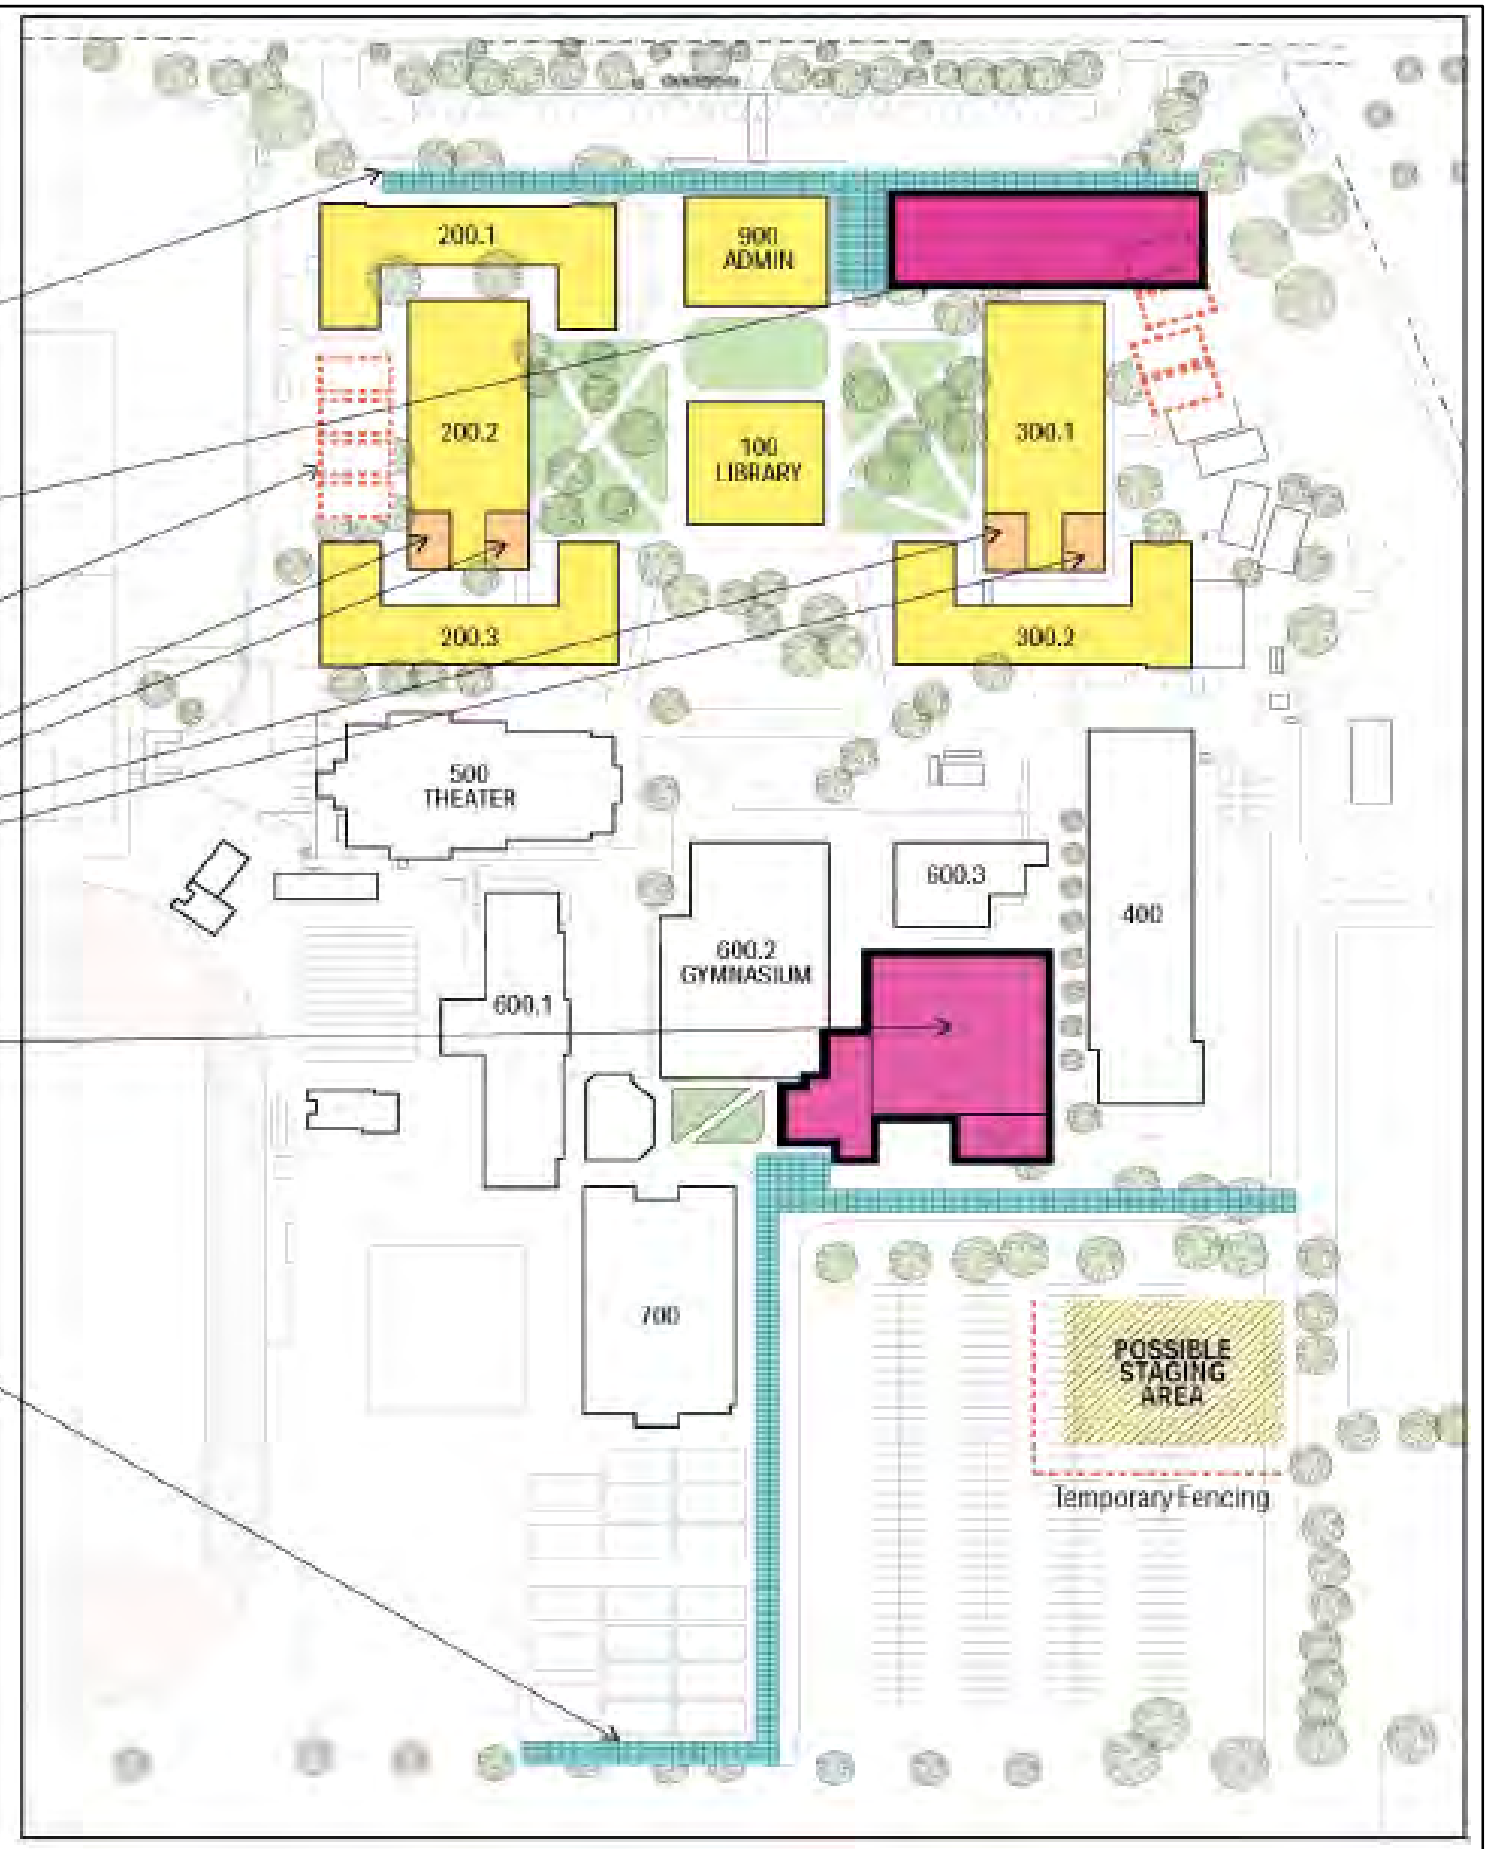 200.1
900
ADMIN
200.2
100
LIBRARY
300.1
200.3
300.2
500
THEATER
600.3
400
600.2
GYMNASIUM
600.1
700
POSSIBLE
STAGING
AREA
Temporary Fencing